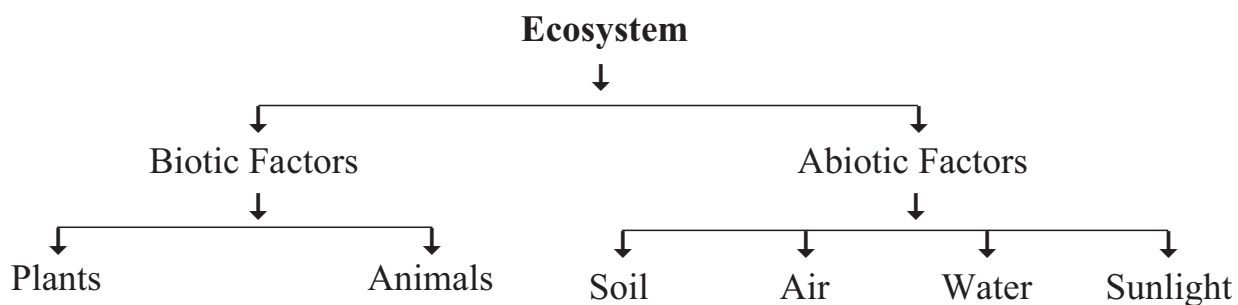 Ecosystem
Biotic Factors Abiotic Factors
Plants Animals Soil Air Water Sunlight